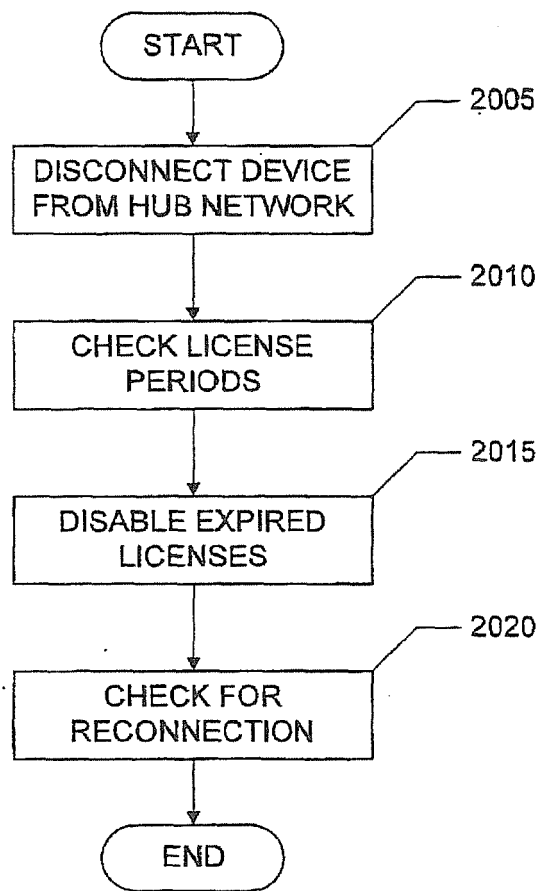 START
2005
DISCONNECT DEVICE
FROM HUB NETWORK
2010
CHECK LICENSE
PERIODS
2015
DISABLE EXPIRED
LICENSES
2020
CHECK FOR
RECONNECTION
END